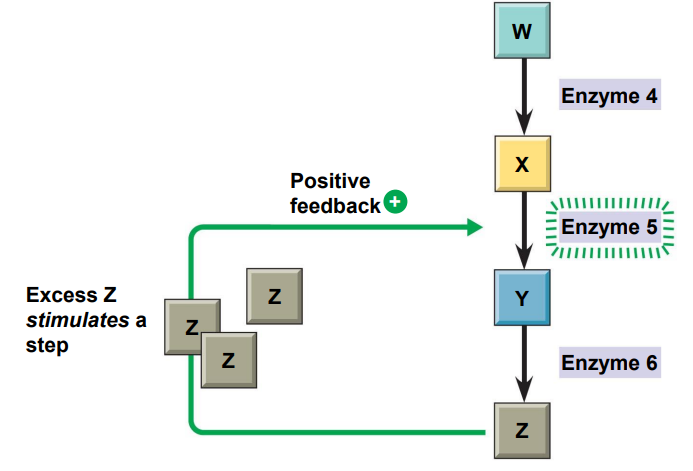 W
Enzyme 4
X
Positive
feedback +
Enzyme 5
Excess Z
stimulates a
step
Z
Z
Z
Y
Enzyme 6
Z